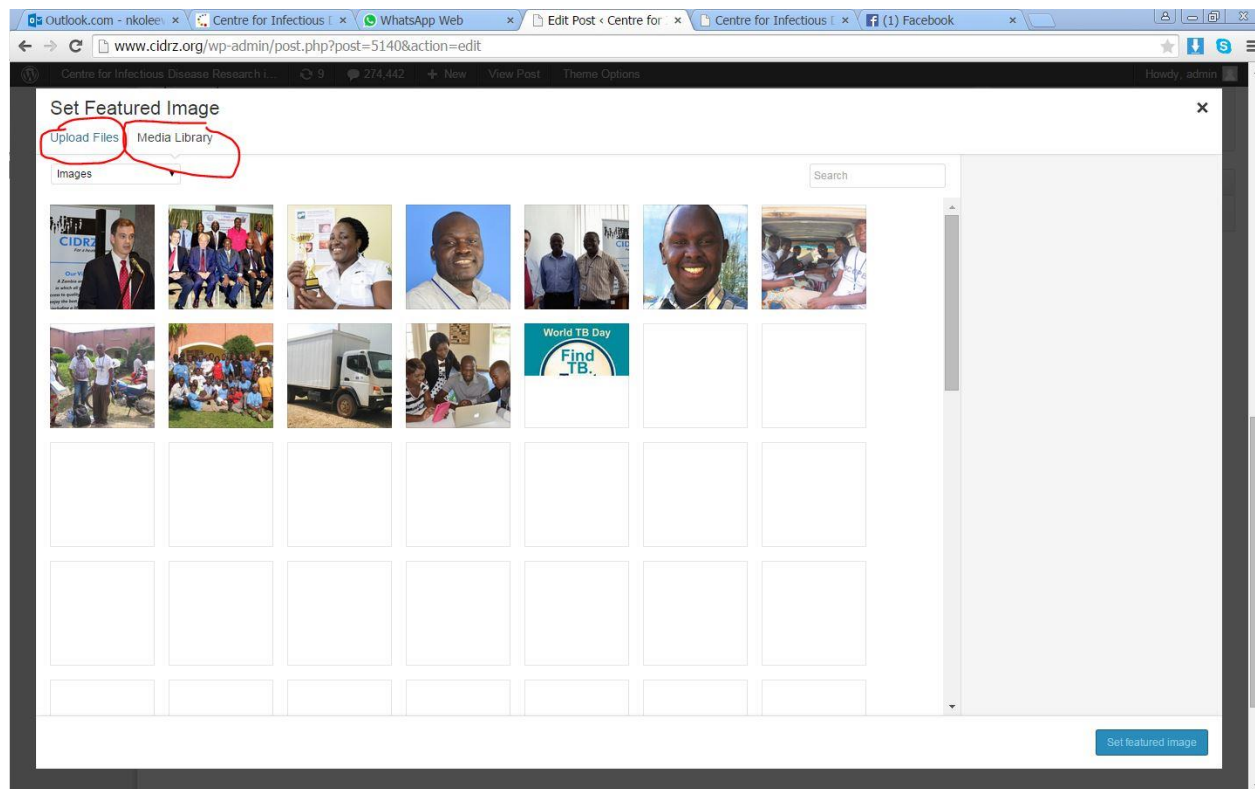 Outlook.com - nkolee
Centre for Infectious
WhatsApp Web
Edit Post ‹ Centre for
Centre for Infectious
(1) Facebook
www.cidrz.org/wp-admin/post.php?post=5140&action=edit
Centre for Infectious Disease Research i...
9
274,442
+ New
View Post
Theme Options
Howdy, admin
Set Featured Image
Upload Files
Media Library
Images
Search
CIDRZ
World TB Day
Find
TB.
Set featured image